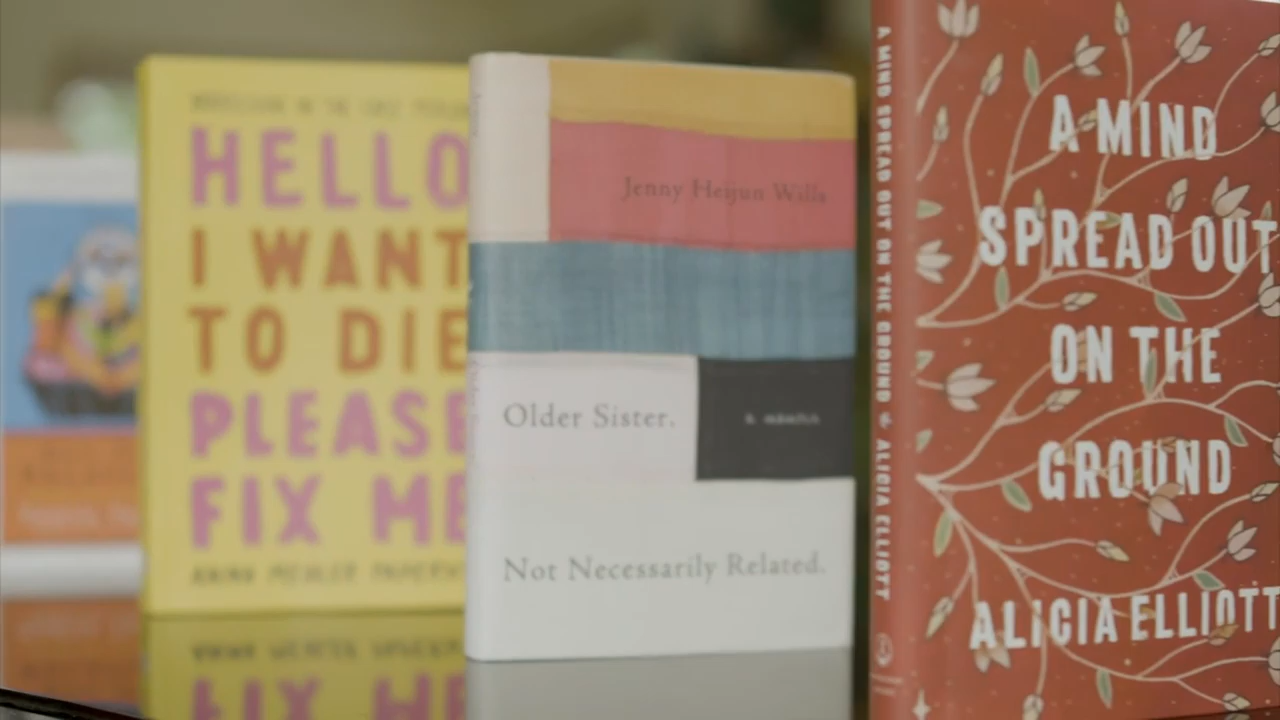 HELLO
I WANT
TO DIE
PLEASE
FIX ME
Jenny Heijun Wills
Older Sister.
Not Necessarily Related.
A MIND SPREAD OUT ON THE GROUND ALICIA ELLIOTT
A MIND
SPREAD OUT
ON THE
GROUND
ALICIA ELLIOTT